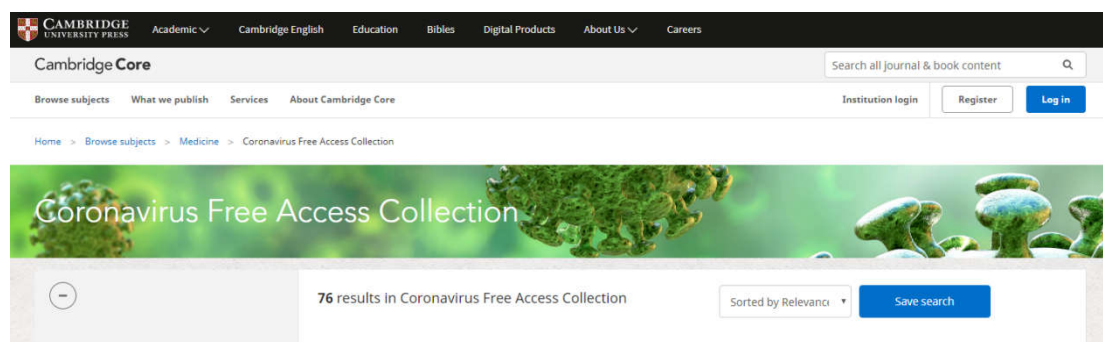 CAMBRIDGE
UNIVERSITY PRESS
Academic Cambridge English Education Bibles Digital Products About Us Careers
Cambridge Core
Search all journal & book content
Browse subjects What we publish Services About Cambridge Core Institution login Register Log in
Home > Browse subjects > Medicine > Coronavirus Free Access Collection
Coronavirus Free Access Collection
76 results in Coronavirus Free Access Collection Sorted by Relevance Save search